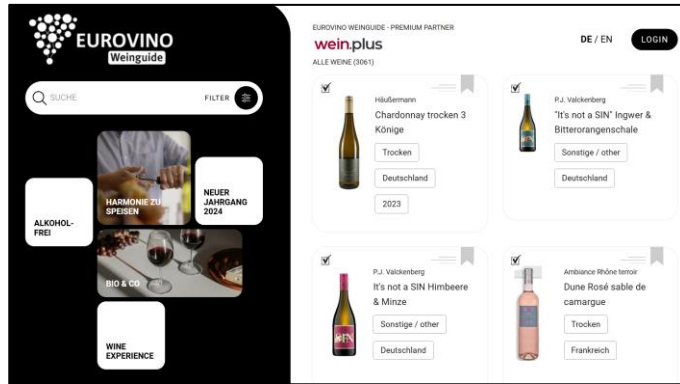 EUROVINO
Weinguide
SUCHE
FILTER
HARMONIE ZU
SPEISEN
NEUER
JAHRGANG
2024
ALKOHOL-
FREI
BIO & CO
WINE
EXPERIENCE
EUROVINO WEINGUIDE - PREMIUM PARTNER
wein.plus
DE / EN
LOGIN
ALLE WEINE (3061)
Häußermann
Chardonnay trocken 3
Könige
Trocken
Deutschland
2023
P.J. Valckenberg
"It's not a SIN" Ingwer &
Bitterorangenschale
Sonstige / other
Deutschland
P.J. Valckenberg
It's not a SIN Himbeere
& Minze
Sonstige / other
Deutschland
SIN
Ambiance Rhône terroir
Dune Rosé sable de
camargue
Trocken
Frankreich